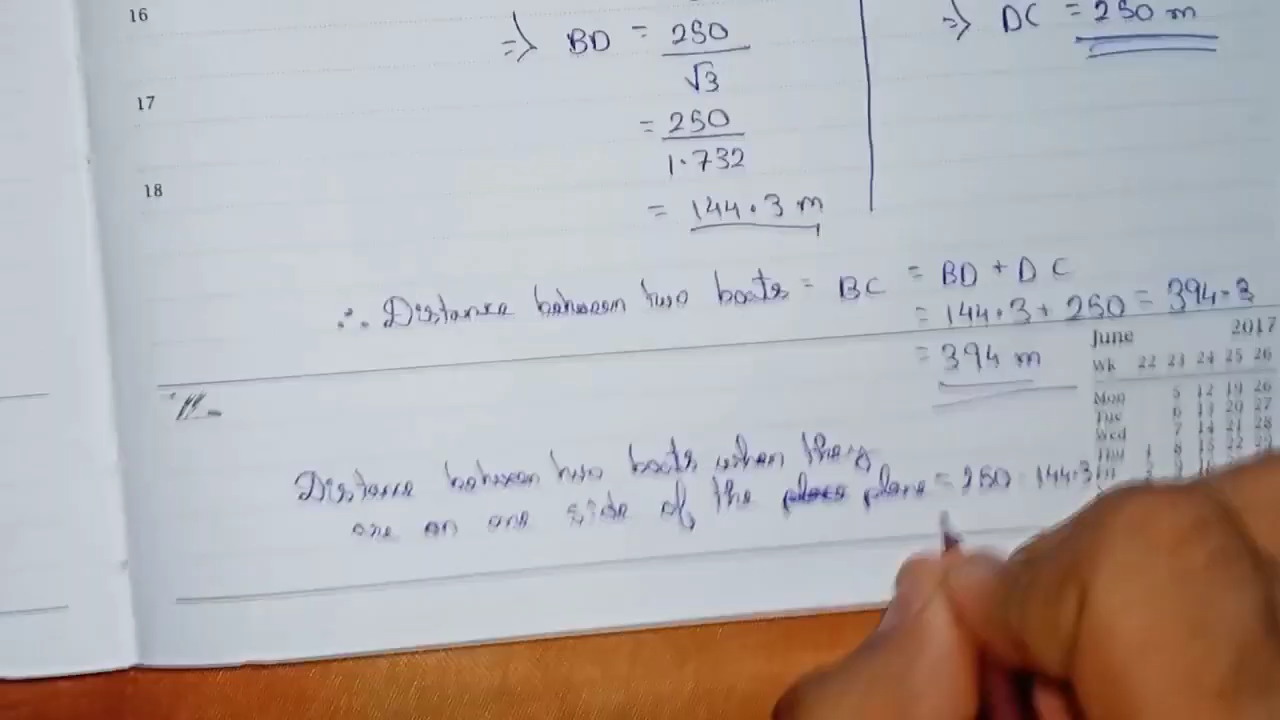 16
⇒ BD = 250
√3
⇒ DC = 250 m
17
= 250
1.732
18
= 144.3 m
∴ Distance between two boats = BC = BD + DC
= 144.3 + 250 = 394.3
= 394 m
June 2017
Wk 22 23 24 25 26
Mon 5 12 19 26
Tue 6 13 20 27
Wed 7 14 21 28
Distance between two boats when they
are on one side of the plane = 250 - 144.3